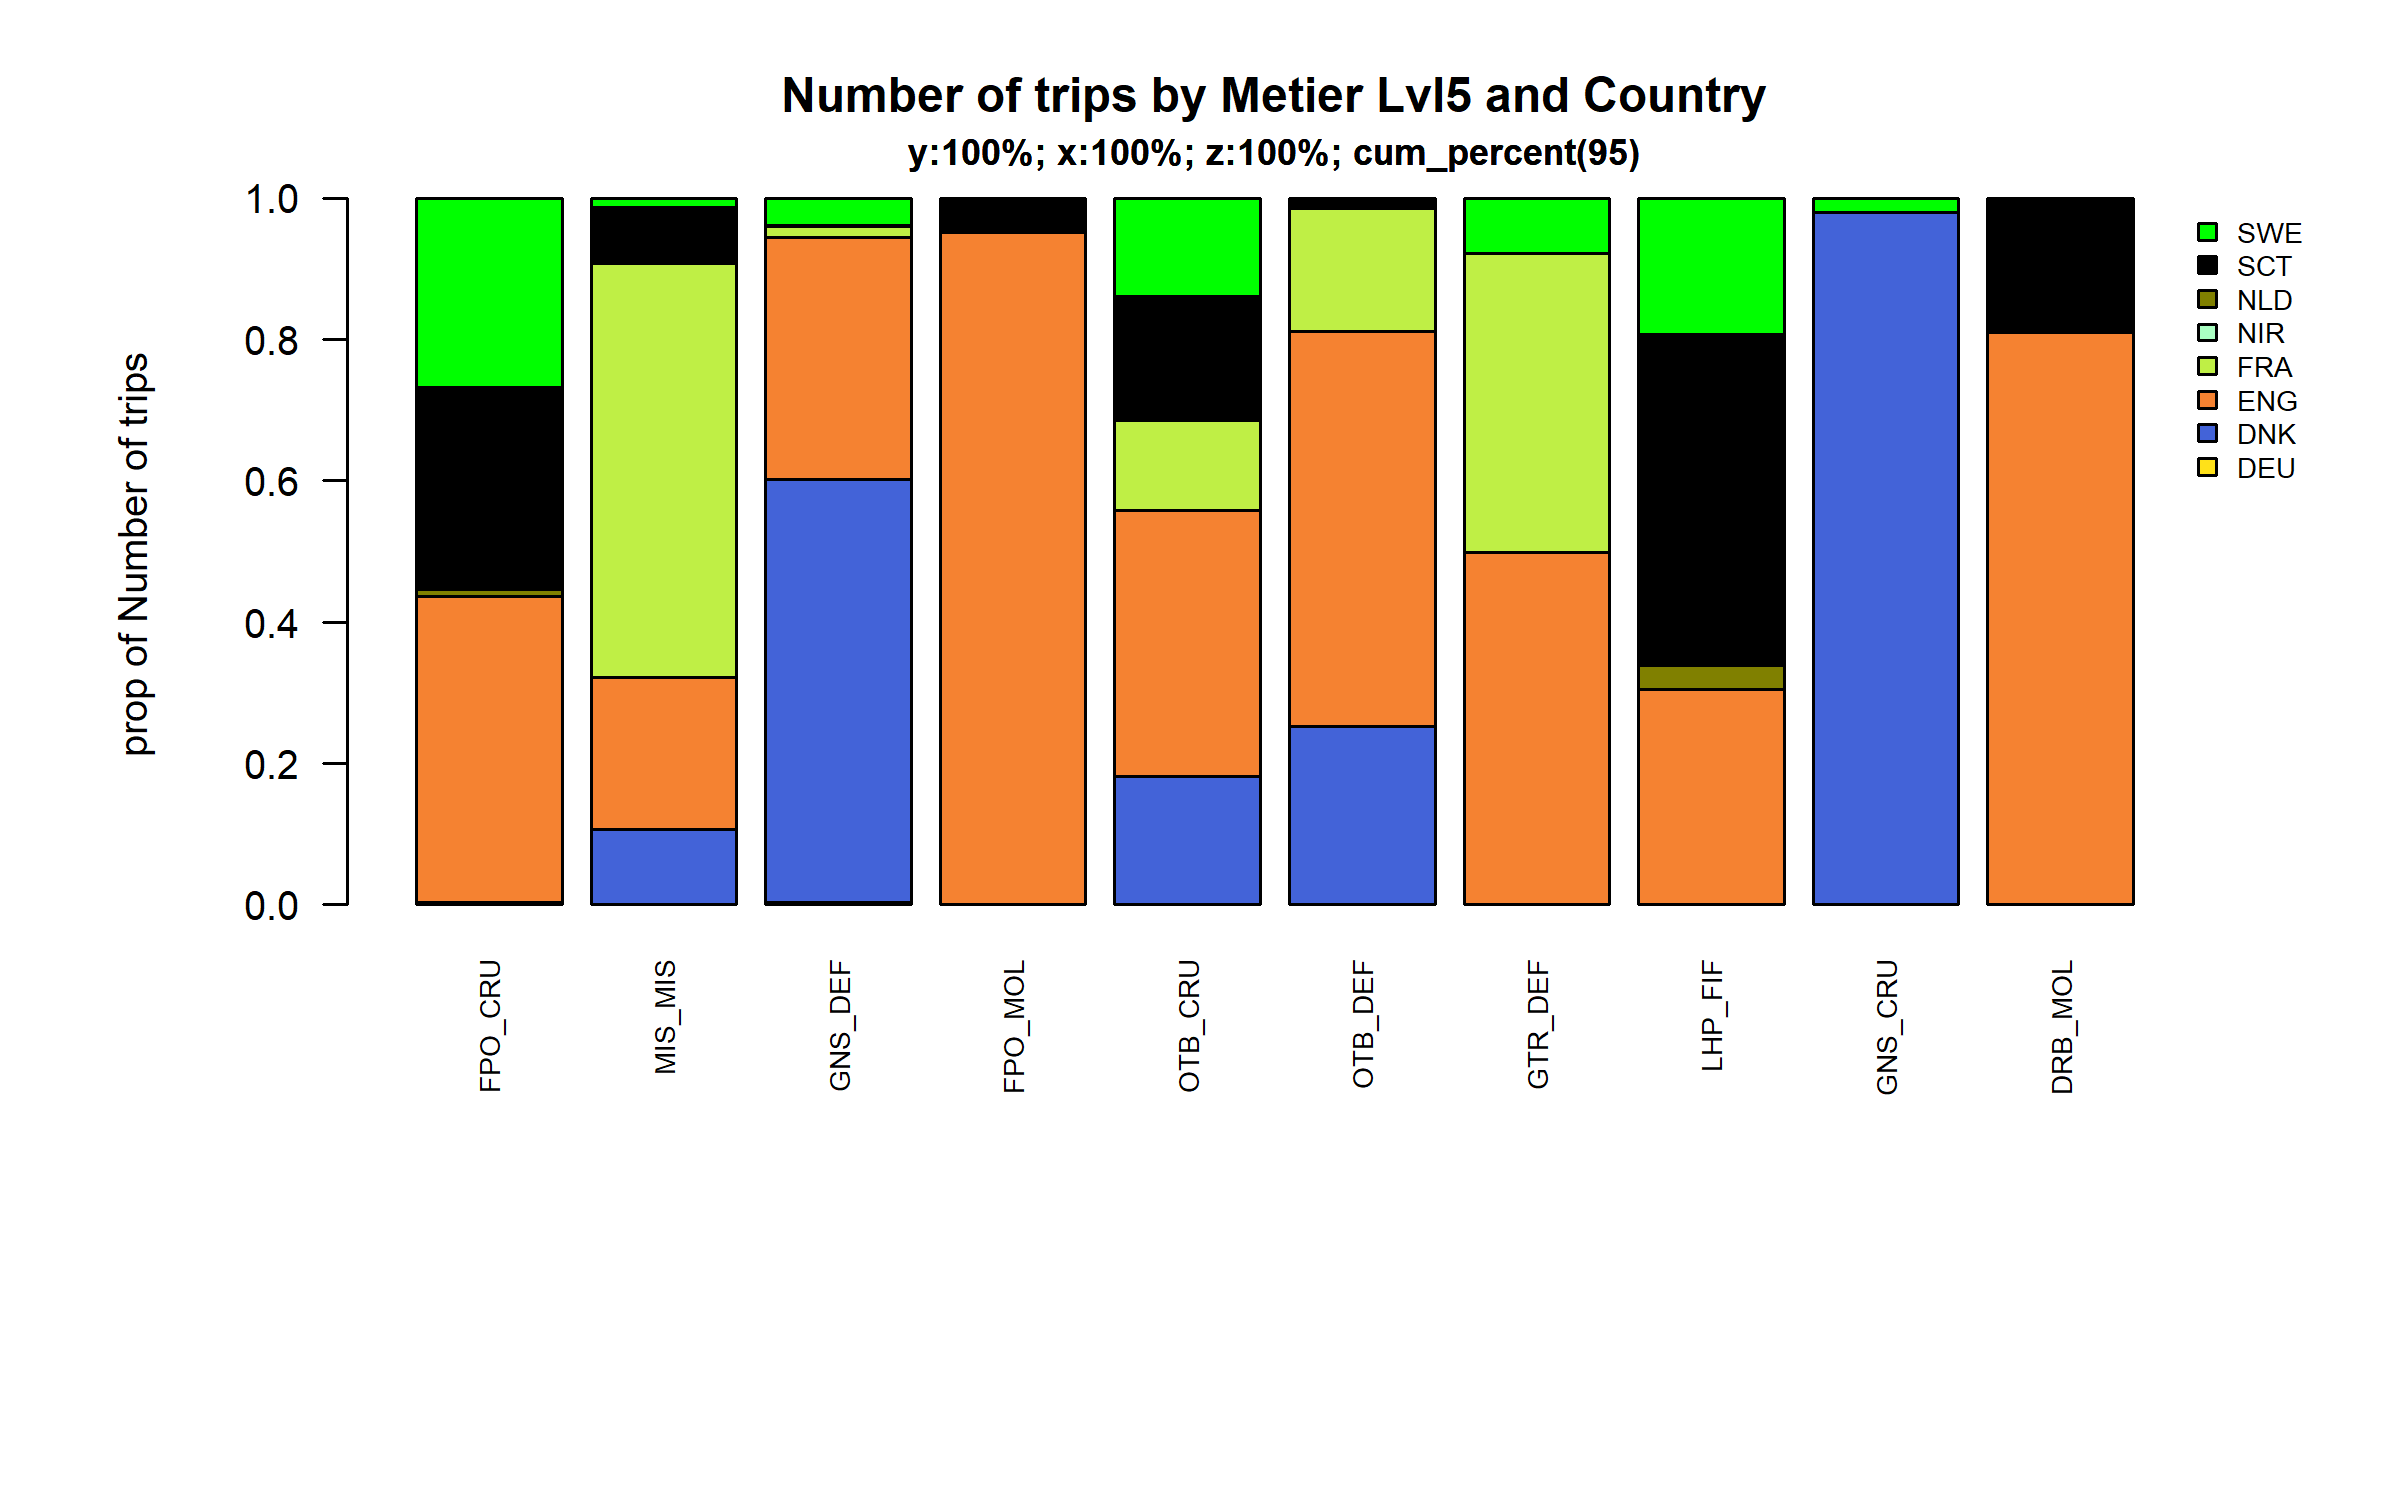 Number of trips by Metier Lvl5 and Country
y:100%; x:100%; z:100%; cum_percent(95)
prop of Number of trips
1.0
0.8
0.6
0.4
0.2
0.0
SWE
SCT
NLD
NIR
FRA
ENG
DNK
DEU
FPO_CRU
MIS_MIS
GNS_DEF
FPO_MOL
OTB_CRU
OTB_DEF
GTR_DEF
LHP_FIF
GNS_CRU
DRB_MOL